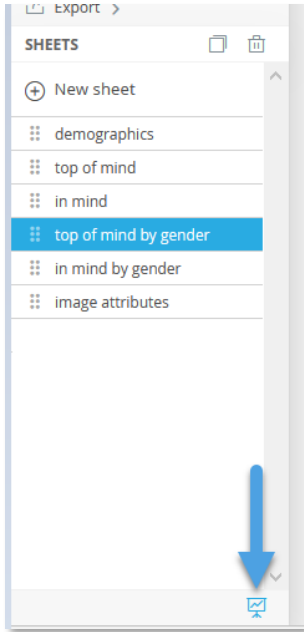 Export >
SHEETS
New sheet
demographics
top of mind
in mind
top of mind by gender
in mind by gender
image attributes